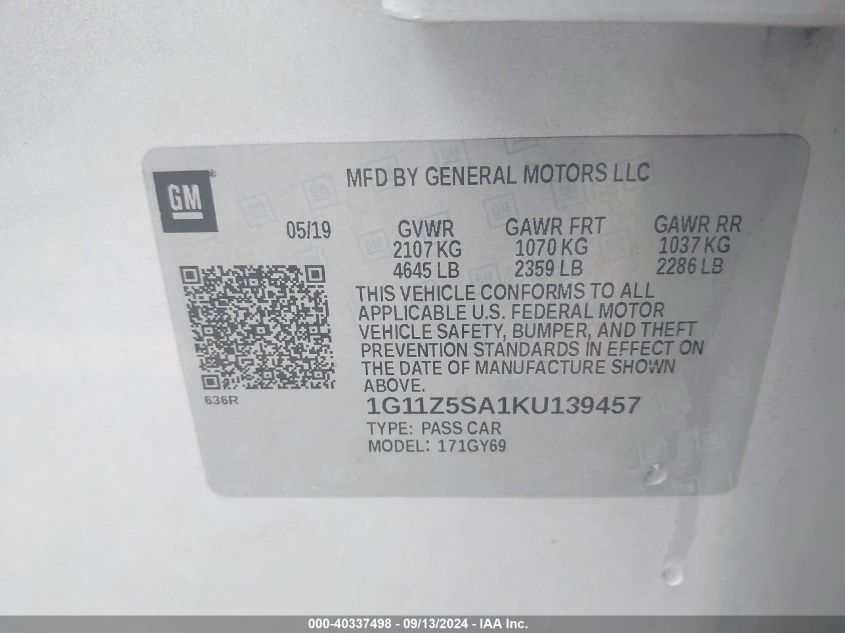 GM
MFD BY GENERAL MOTORS LLC
05/19
GVWR GAWR FRT GAWR RR
2107 KG 1070 KG 1037 KG
4645 LB 2359 LB 2286 LB
THIS VEHICLE CONFORMS TO ALL
APPLICABLE U.S. FEDERAL MOTOR
VEHICLE SAFETY, BUMPER, AND THEFT
PREVENTION STANDARDS IN EFFECT ON
THE DATE OF MANUFACTURE SHOWN
ABOVE.
636R
1G11Z5SA1KU139457
TYPE: PASS CAR
MODEL: 171GY69
000-40337498 - 09/13/2024 - IAA Inc.